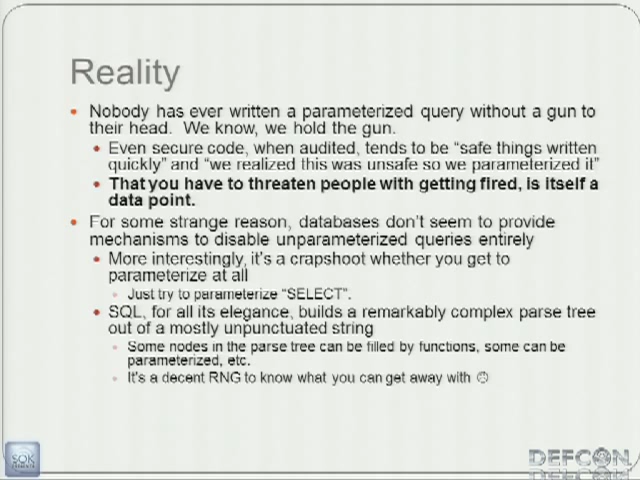 Reality
• Nobody has ever written a parameterized query without a gun to
their head. We know, we hold the gun.
• Even secure code, when audited, tends to be “safe things written
quickly” and “we realized this was unsafe so we parameterized it”
• That you have to threaten people with getting fired, is itself a
data point.
• For some strange reason, databases don’t seem to provide
mechanisms to disable unparameterized queries entirely
• More interestingly, it’s a crapshoot whether you get to
parameterize at all
• Just try to parameterize “SELECT”.
• SQL, for all its elegance, builds a remarkably complex parse tree
out of a mostly unpunctuated string
• Some nodes in the parse tree can be filled by functions, some can be
parameterized, etc.
• It’s a decent RNG to know what you can get away with ☺
SOK
DEFCON